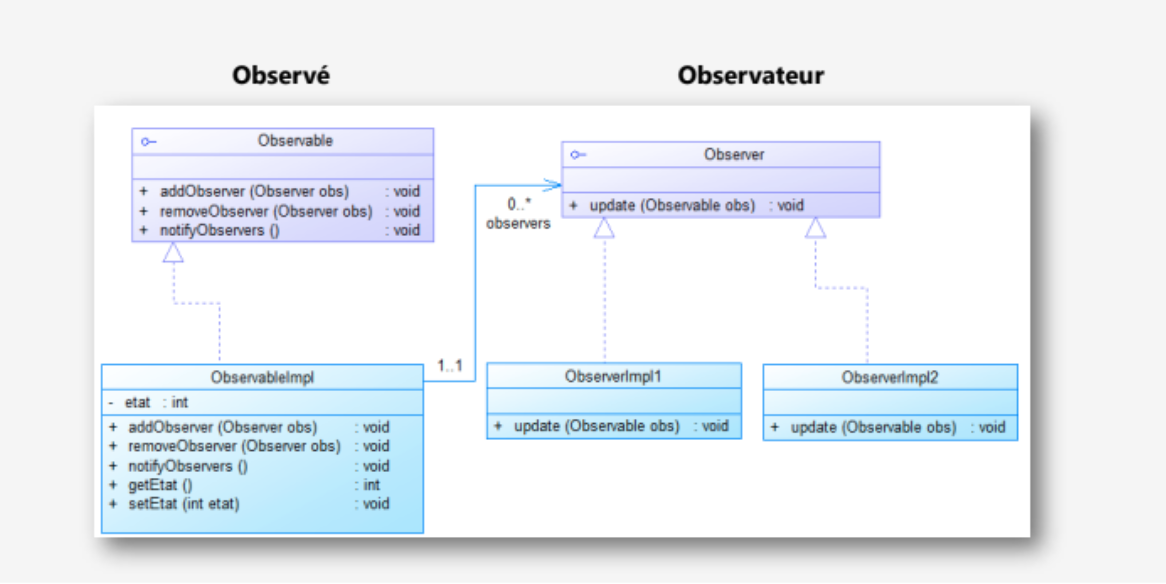 Observé
Observateur
Observable
+ addObserver (Observer obs) : void
+ removeObserver (Observer obs) : void
+ notifyObservers () : void
Observer
+ update (Observable obs) : void
0..*
observers
1..1
ObservableImpl
- etat : int
+ addObserver (Observer obs) : void
+ removeObserver (Observer obs) : void
+ notifyObservers () : void
+ getEtat () : int
+ setEtat (int etat) : void
ObserverImpl1
+ update (Observable obs) : void
ObserverImpl2
+ update (Observable obs) : void